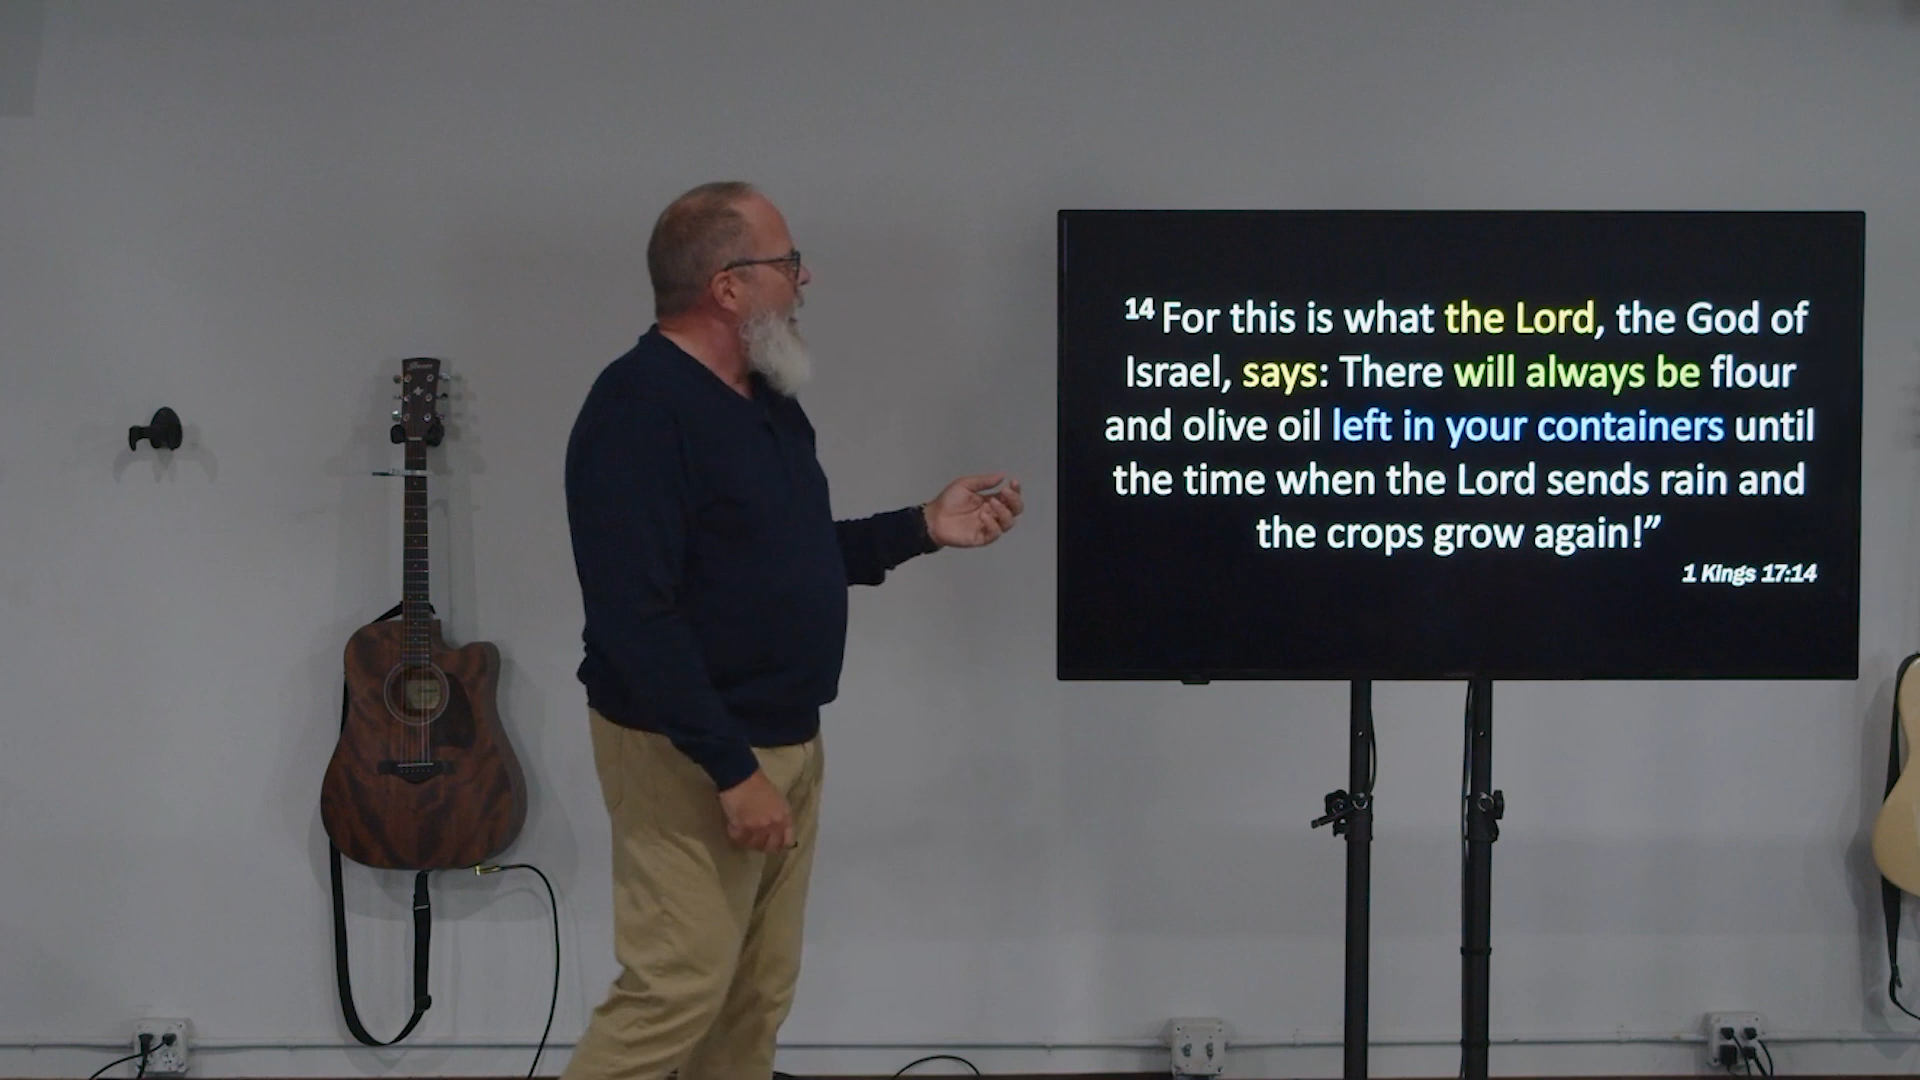 14 For this is what the Lord, the God of
Israel, says: There will always be flour
and olive oil left in your containers until
the time when the Lord sends rain and
the crops grow again!”
1 Kings 17:14